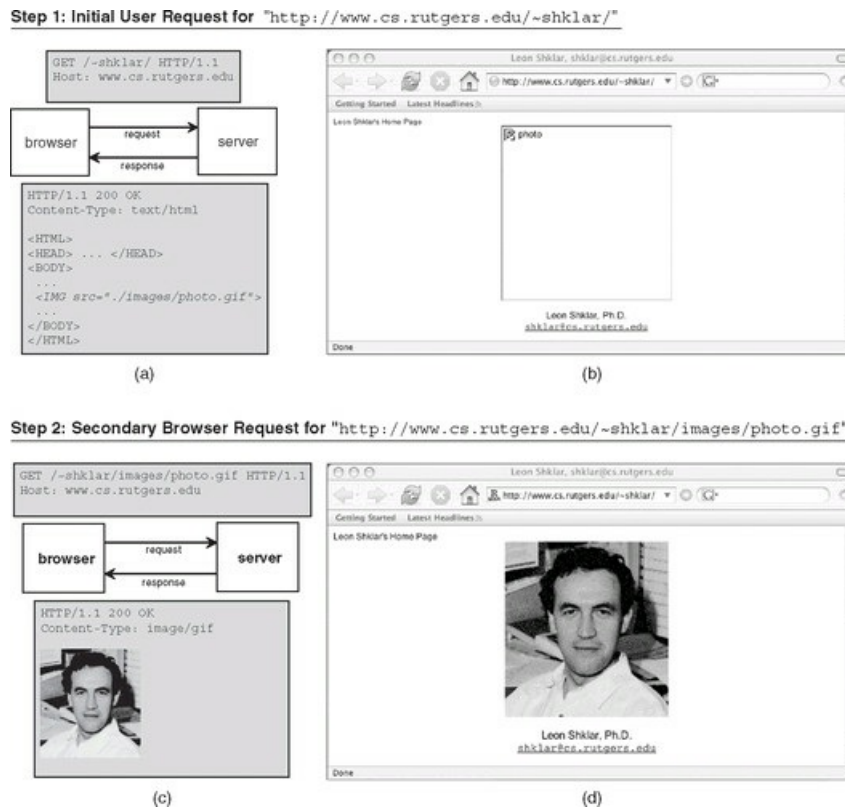 Step 1: Initial User Request for "http://www.cs.rutgers.edu/~shklar/"
GET /~shklar/ HTTP/1.1
Host: www.cs.rutgers.edu
browser
request
response
server
HTTP/1.1 200 OK
Content-Type: text/html
<HTML>
<HEAD> ... </HEAD>
<BODY>
...
<IMG src="./images/photo.gif">
...
</BODY>
</HTML>
(a)
Leon Shklar, shklar@cs.rutgers.edu
http://www.cs.rutgers.edu/~shklar/
G
Getting Started Latest Headlines
Leon Shklar's Home Page
photo
Leon Shklar, Ph.D.
shklar@cs.rutgers.edu
Done
(b)
Step 2: Secondary Browser Request for "http://www.cs.rutgers.edu/~shklar/images/photo.gif"
GET /~shklar/images/photo.gif HTTP/1.1
Host: www.cs.rutgers.edu
browser
request
response
server
HTTP/1.1 200 OK
Content-Type: image/gif
(c)
Leon Shklar, shklar@cs.rutgers.edu
http://www.cs.rutgers.edu/~shklar/
G
Getting Started Latest Headlines
Leon Shklar's Home Page
Leon Shklar, Ph.D.
shklar@cs.rutgers.edu
Done
(d)